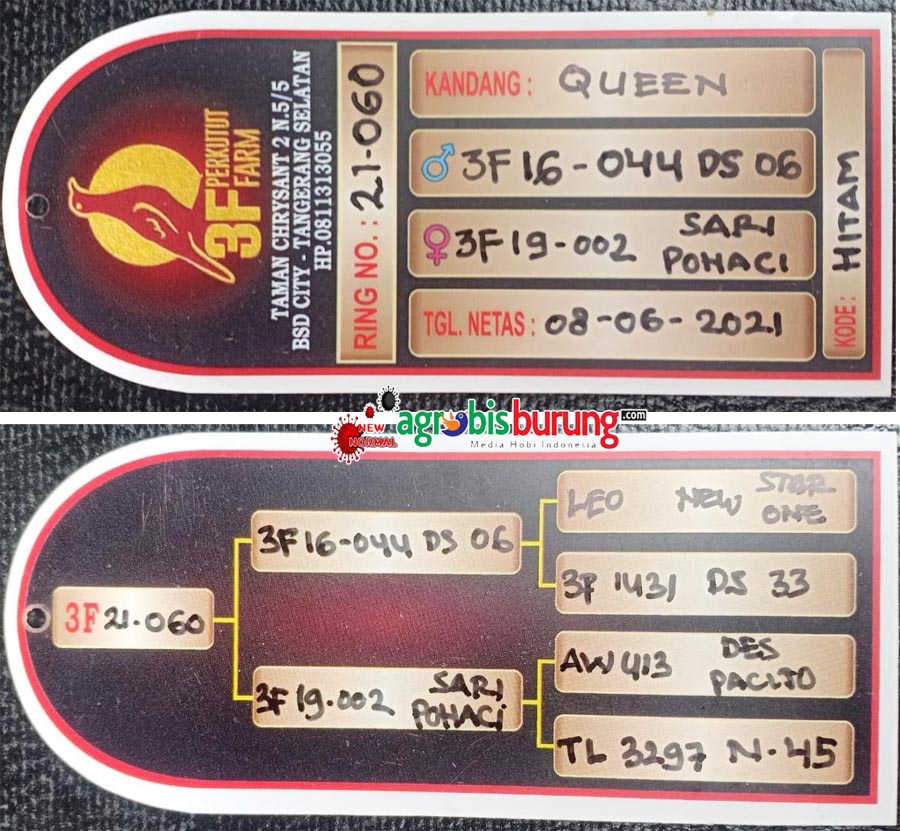 3F PERKUTUT FARM
TAMAN CHRYSANT 2 N.5/5
BSD CITY - TANGERANG SELATAN
HP.0811313055
RING NO. : 21-060
KANDANG : QUEEN
♂ 3F 16-044 DS 06
♀ 3F 19-002 SARI POHACI
TGL. NETAS : 08-06-2021
KODE : HITAM
NEW NORMAL
agrobisburung.com
Media Hobi Indonesia
3F 21-060
3F 16-044 DS 06
3F 19-002 SARI POHACI
LEO NEW STAR ONE
3F 1431 DS 33
AW 413 DES PACITO
TL 3297 N-45